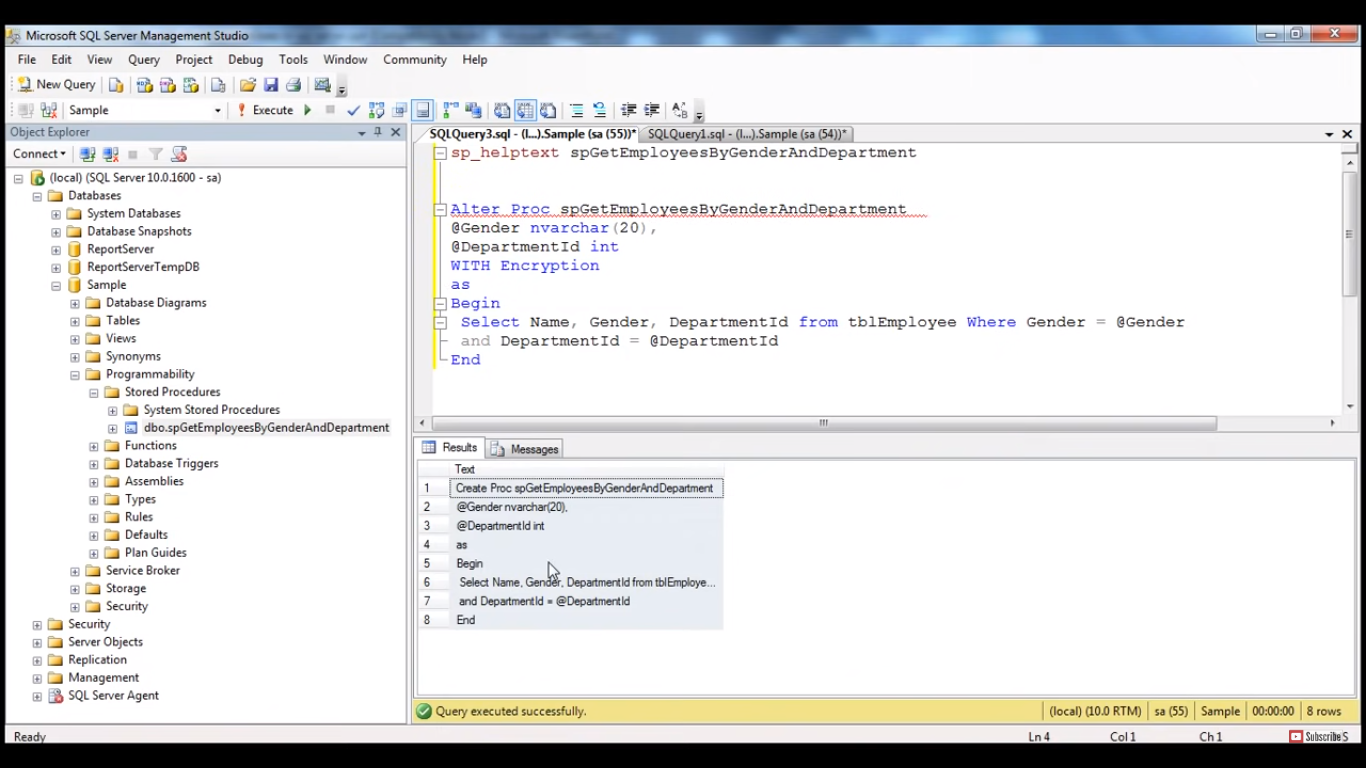 Microsoft SQL Server Management Studio
File Edit View Query Project Debug Tools Window Community Help
New Query
Sample Execute
Object Explorer
SQLQuery3.sql - (l...).Sample (sa (55))* SQLQuery1.sql - (l...).Sample (sa (54))*
Connect
(local) (SQL Server 10.0.1600 - sa)
Databases
System Databases
Database Snapshots
ReportServer
ReportServerTempDB
Sample
Database Diagrams
Tables
Views
Synonyms
Programmability
Stored Procedures
System Stored Procedures
dbo.spGetEmployeesByGenderAndDepartment
Functions
Database Triggers
Assemblies
Types
Rules
Defaults
Plan Guides
Service Broker
Storage
Security
Security
Server Objects
Replication
Management
SQL Server Agent
sp_helptext spGetEmployeesByGenderAndDepartment
Alter Proc spGetEmployeesByGenderAndDepartment
@Gender nvarchar(20),
@DepartmentId int
WITH Encryption
as
Begin
Select Name, Gender, DepartmentId from tblEmployee Where Gender = @Gender
and DepartmentId = @DepartmentId
End
Results Messages
Text
1 Create Proc spGetEmployeesByGenderAndDepartment
2 @Gender nvarchar(20),
3 @DepartmentId int
4 as
5 Begin
6 Select Name, Gender, DepartmentId from tblEmploye...
7 and DepartmentId = @DepartmentId
8 End
Query executed successfully. (local) (10.0 RTM) sa (55) Sample 00:00:00 8 rows
Ready Ln 4 Col 1 Ch 1 Subscribe